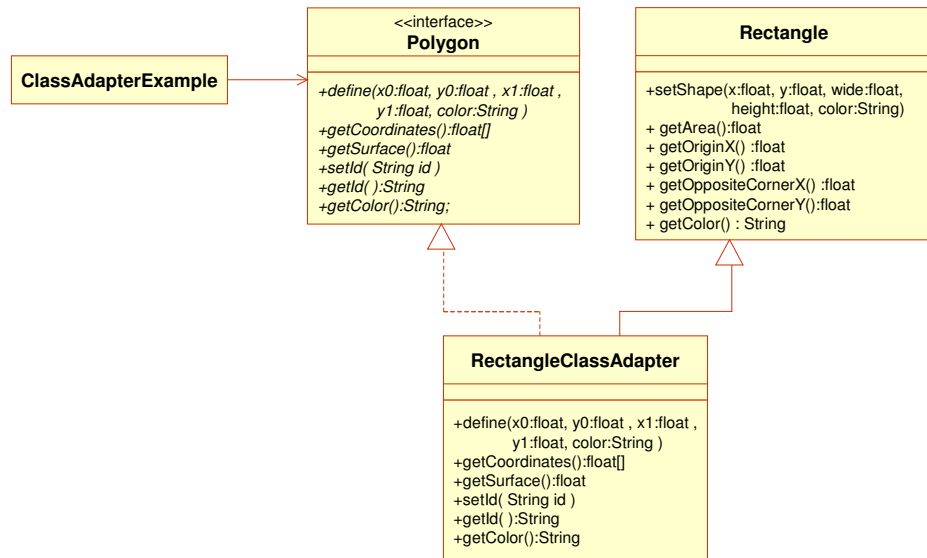 <<interface>>
Polygon
+define(x0:float, y0:float , x1:float ,
y1:float, color:String )
+getCoordinates():float[]
+getSurface():float
+setId( String id )
+getId( ):String
+getColor():String;
Rectangle
+setShape(x:float, y:float, wide:float,
height:float, color:String)
+ getArea():float
+ getOriginX() :float
+ getOriginY() :float
+ getOppositeCornerX() :float
+ getOppositeCornerY():float
+ getColor() : String
ClassAdapterExample
RectangleClassAdapter
+define(x0:float, y0:float , x1:float ,
y1:float, color:String )
+getCoordinates():float[]
+getSurface():float
+setId( String id )
+getId( ):String
+getColor():String